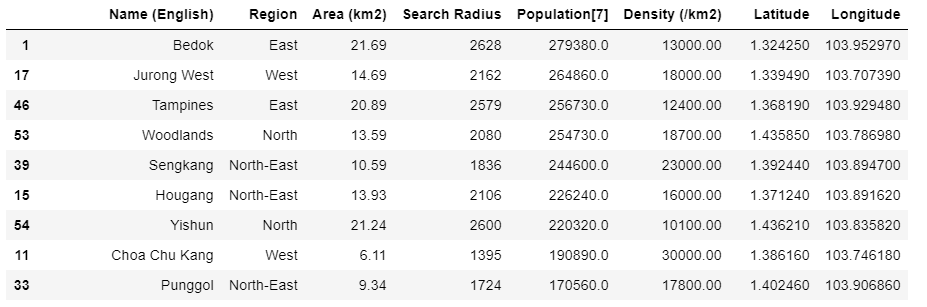 Name (English) Region Area (km2) Search Radius Population[7] Density (/km2) Latitude Longitude
1 Bedok East 21.69 2628 279380.0 13000.00 1.324250 103.952970
17 Jurong West West 14.69 2162 264860.0 18000.00 1.339490 103.707390
46 Tampines East 20.89 2579 256730.0 12400.00 1.368190 103.929480
53 Woodlands North 13.59 2080 254730.0 18700.00 1.435850 103.786980
39 Sengkang North-East 10.59 1836 244600.0 23000.00 1.392440 103.894700
15 Hougang North-East 13.93 2106 226240.0 16000.00 1.371240 103.891620
54 Yishun North 21.24 2600 220320.0 10100.00 1.436210 103.835820
11 Choa Chu Kang West 6.11 1395 190890.0 30000.00 1.386160 103.746180
33 Punggol North-East 9.34 1724 170560.0 17800.00 1.402460 103.906860